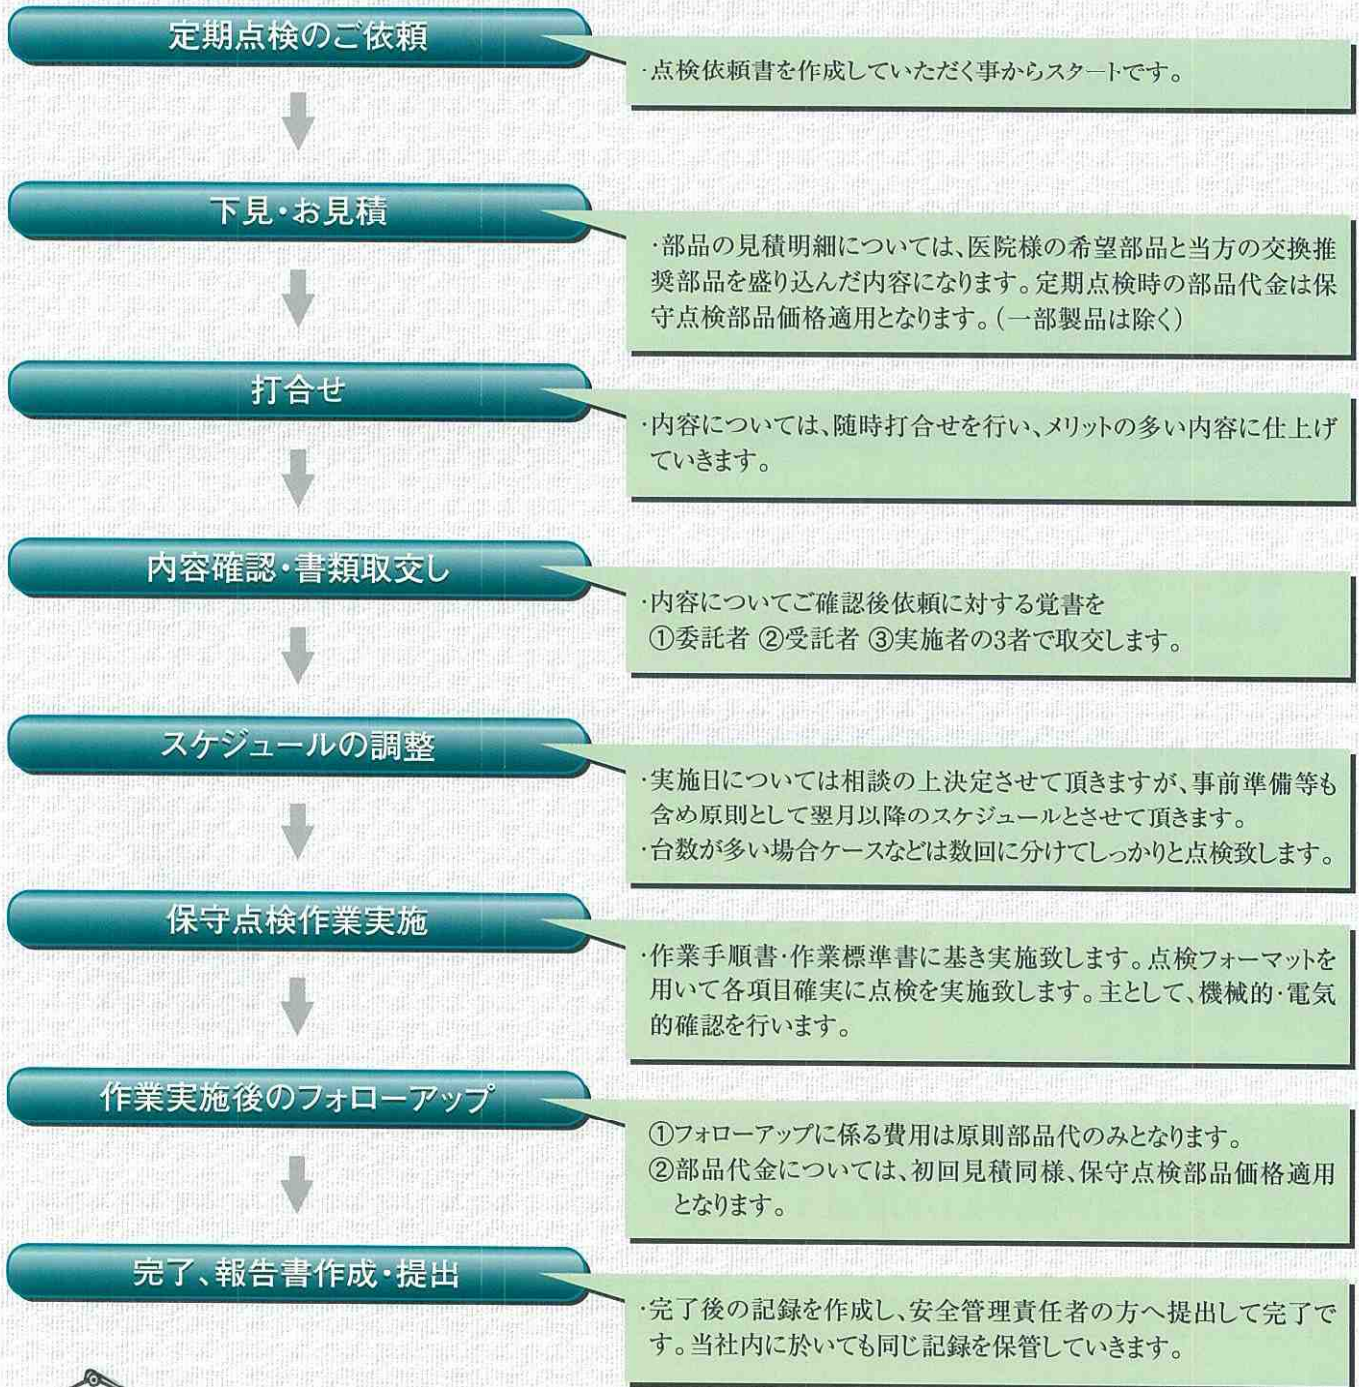 定期点検のご依頼
・点検依頼書を作成していただく事からスタートです。
下見・お見積
・部品の見積明細については、医院様の希望部品と当方の交換推
奨部品を盛り込んだ内容になります。定期点検時の部品代金は保
守点検部品価格適用となります。(一部製品は除く)
打合せ
・内容については、随時打合せを行い、メリットの多い内容に仕上げ
ていきます。
内容確認・書類取交し
・内容についてご確認後依頼に対する覚書を
①委託者 ②受託者 ③実施者の3者で取交します。
スケジュールの調整
・実施日については相談の上決定させて頂きますが、事前準備等も
含め原則として翌月以降のスケジュールとさせて頂きます。
・台数が多い場合ケースなどは数回に分けてしっかりと点検致します。
保守点検作業実施
・作業手順書・作業標準書に基き実施致します。点検フォーマットを
用いて各項目確実に点検を実施致します。主として、機械的・電気
的確認を行います。
作業実施後のフォローアップ
①フォローアップに係る費用は原則部品代のみとなります。
②部品代金については、初回見積同様、保守点検部品価格適用
となります。
完了、報告書作成・提出
・完了後の記録を作成し、安全管理責任者の方へ提出して完了で
す。当社内に於いても同じ記録を保管していきます。